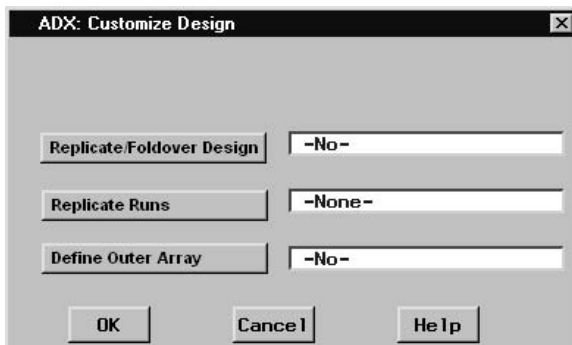 ADX: Customize Design
Replicate/Foldover Design -No-
Replicate Runs -None-
Define Outer Array -No-
OK Cancel Help